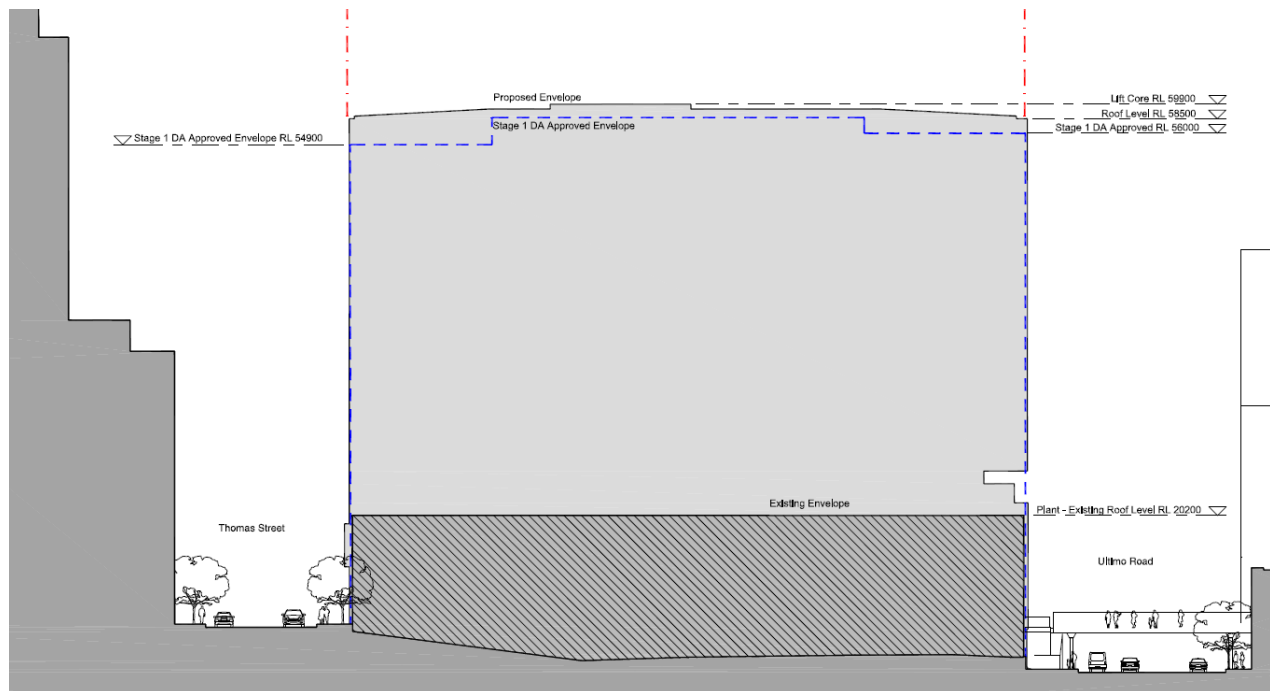 Proposed Envelope
Lift Core RL 59900
Roof Level RL 58500
Stage 1 DA Approved Envelope
Stage 1 DA Approved RL 56000
Stage 1 DA Approved Envelope RL 54900
Existing Envelope
Plant - Existing Roof Level RL 20200
Thomas Street
Ultimo Road